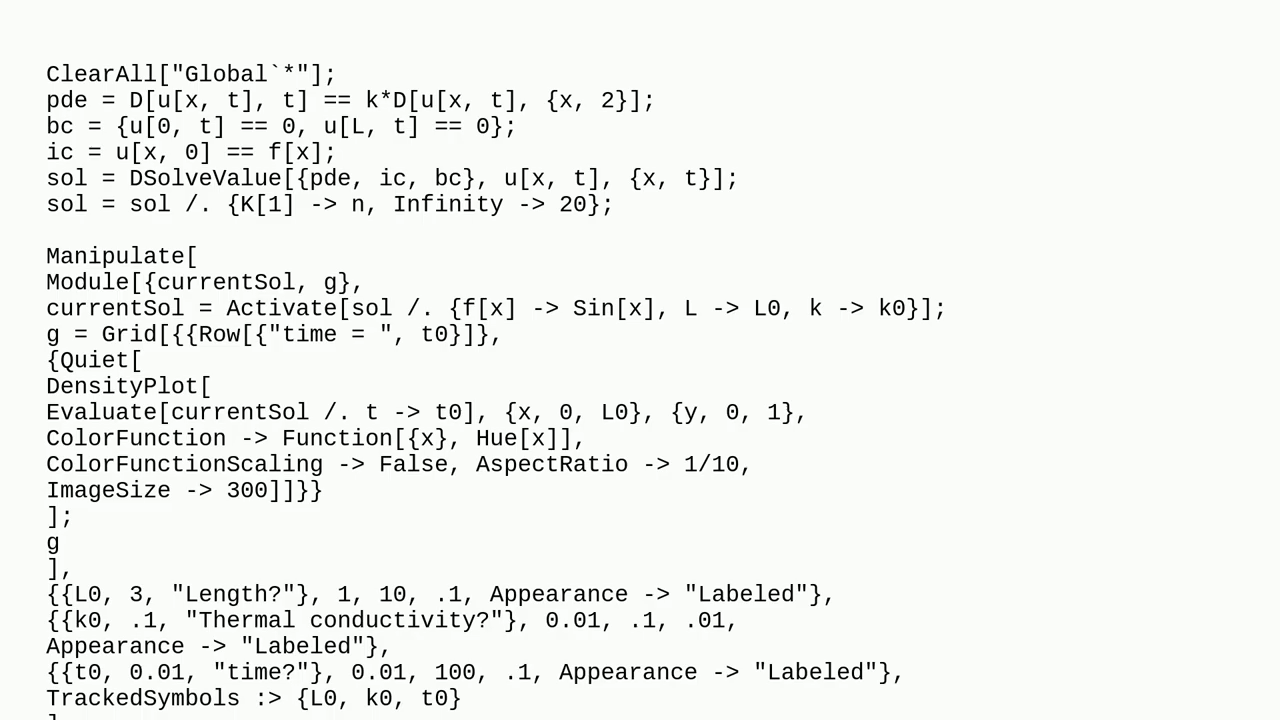 ClearAll["Global`*"];
pde = D[u[x, t], t] == k*D[u[x, t], {x, 2}];
bc = {u[0, t] == 0, u[L, t] == 0};
ic = u[x, 0] == f[x];
sol = DSolveValue[{pde, ic, bc}, u[x, t], {x, t}];
sol = sol /. {K[1] -> n, Infinity -> 20};
Manipulate[
Module[{currentSol, g},
currentSol = Activate[sol /. {f[x] -> Sin[x], L -> L0, k -> k0}];
g = Grid[{{Row[{"time = ", t0}]},
{Quiet[
DensityPlot[
Evaluate[currentSol /. t -> t0], {x, 0, L0}, {y, 0, 1},
ColorFunction -> Function[{x}, Hue[x]],
ColorFunctionScaling -> False, AspectRatio -> 1/10,
ImageSize -> 300]]}}
];
g
],
{{L0, 3, "Length?"}, 1, 10, .1, Appearance -> "Labeled"},
{{k0, .1, "Thermal conductivity?"}, 0.01, .1, .01,
Appearance -> "Labeled"},
{{t0, 0.01, "time?"}, 0.01, 100, .1, Appearance -> "Labeled"},
TrackedSymbols :> {L0, k0, t0}
]